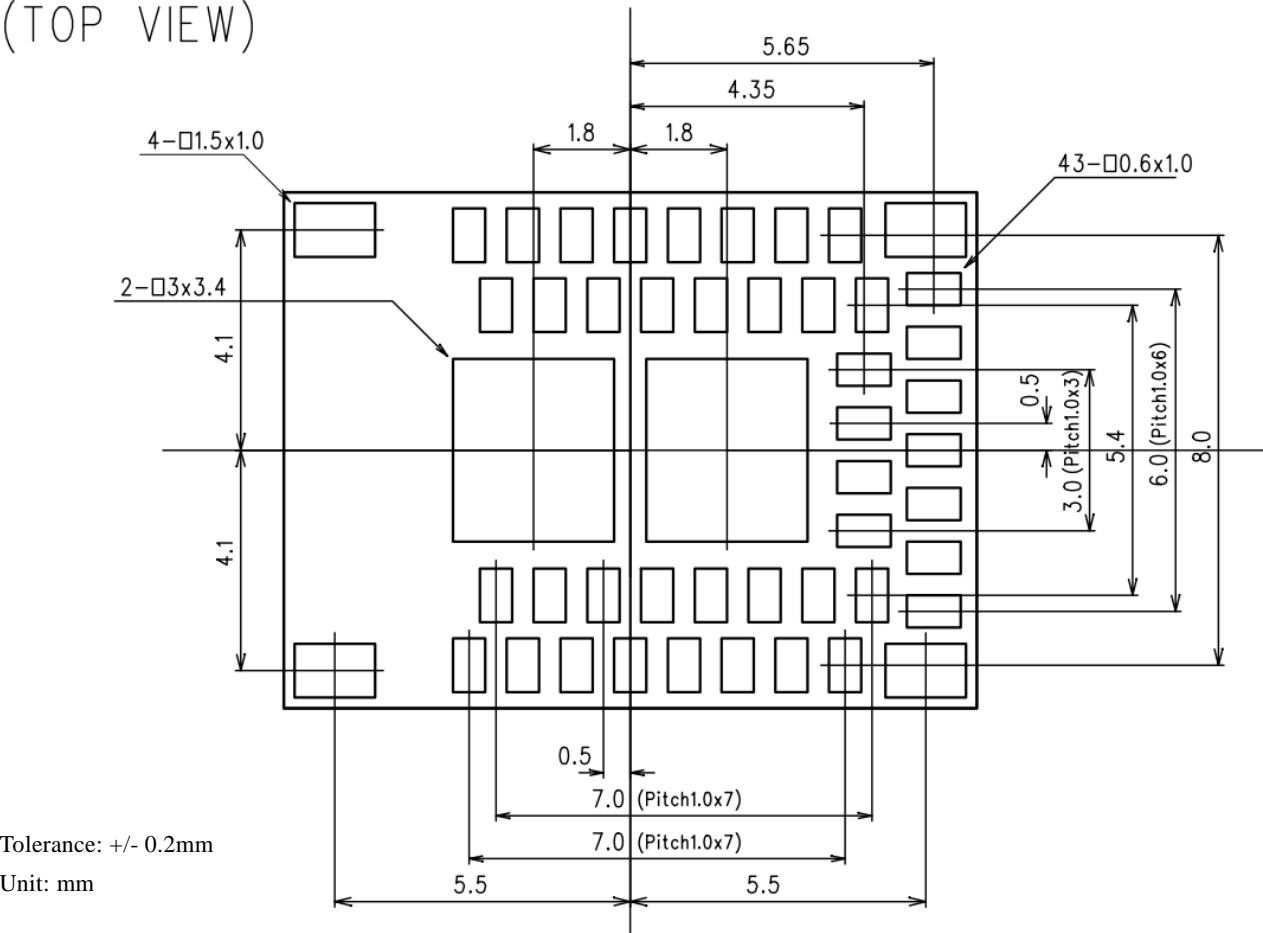 (TOP VIEW)
5.65
4.35
1.8
1.8
4-□1.5x1.0
43-□0.6x1.0
2-□3x3.4
4.1
4.1
0.5
3.0 (Pitch1.0x3)
5.4
6.0 (Pitch1.0x6)
8.0
0.5
7.0 (Pitch1.0x7)
7.0 (Pitch1.0x7)
5.5
5.5
Tolerance: +/- 0.2mm
Unit: mm